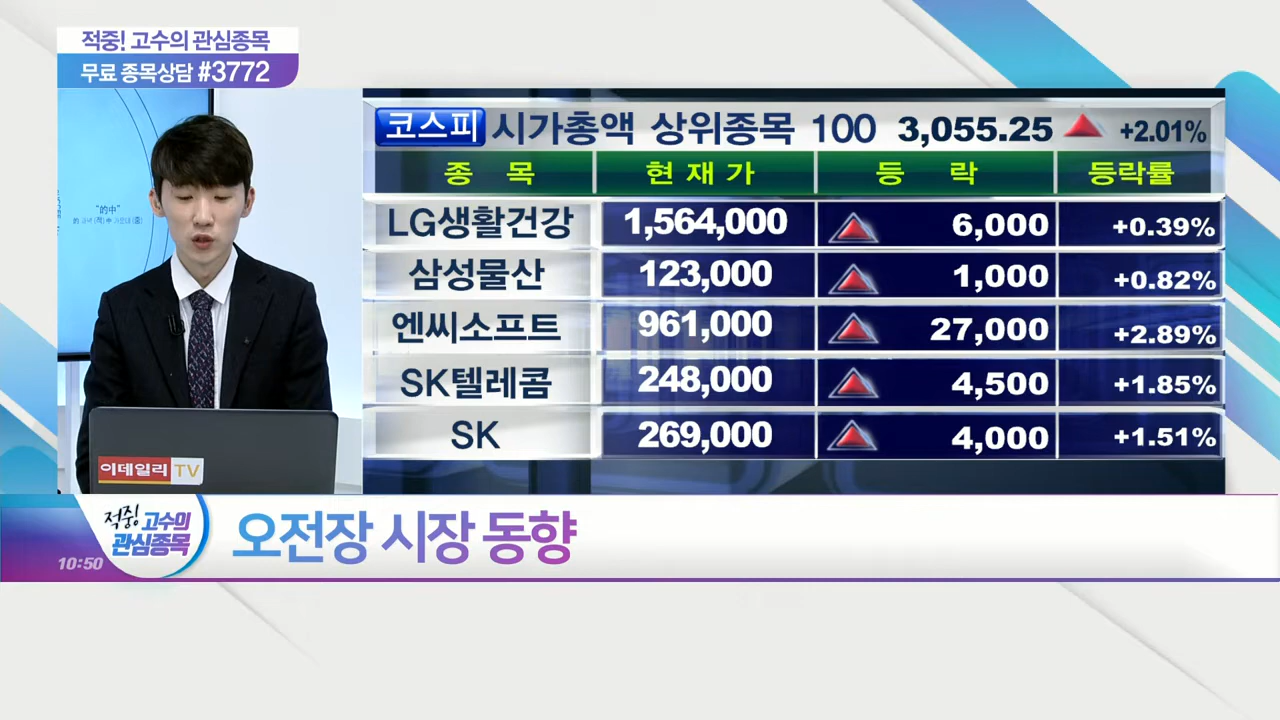 적중! 고수의 관심종목
무료 종목상담 #3772
"的中"
코스피 시가총액 상위종목 100 3,055.25 +2.01%
종 목 현 재 가 등 락 등락률
LG생활건강 1,564,000 6,000 +0.39%
삼성물산 123,000 1,000 +0.82%
엔씨소프트 961,000 27,000 +2.89%
SK텔레콤 248,000 4,500 +1.85%
SK 269,000 4,000 +1.51%
이데일리 TV
적중! 고수의
관심종목
10:50
오전장 시장 동향